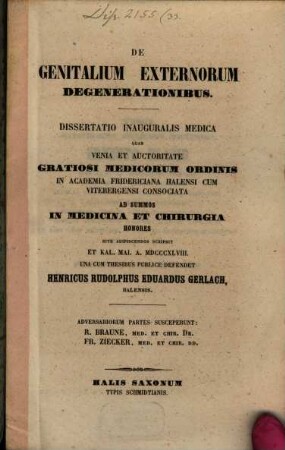 Diss. 2155 (33.
DE
GENITALIUM EXTERNORUM
DEGENERATIONIBUS.
DISSERTATIO INAUGURALIS MEDICA
QUAM
VENIA ET AUCTORITATE
GRATIOSI MEDICORUM ORDINIS
IN ACADEMIA FRIDERICIANA HALENSI CUM
VITEBERGENSI CONSOCIATA
AD SUMMOS
IN MEDICINA ET CHIRURGIA
HONORES
RITE ADIPISCENDOS SCRIPSIT
ET KAL. MAI. A. MDCCCXLVIII.
UNA CUM THESIBUS PUBLICE DEFENDET
HENRICUS RUDOLPHUS EDUARDUS GERLACH,
HALENSIS.
ADVERSARIORUM PARTES SUSCEPERUNT:
R. BRAUNE, MED. ET CHIR. DR.
FR. ZIECKER, MED. ET CHIR. DD.
HALIS SAXONUM
TYPIS SCHMIDTIANIS.